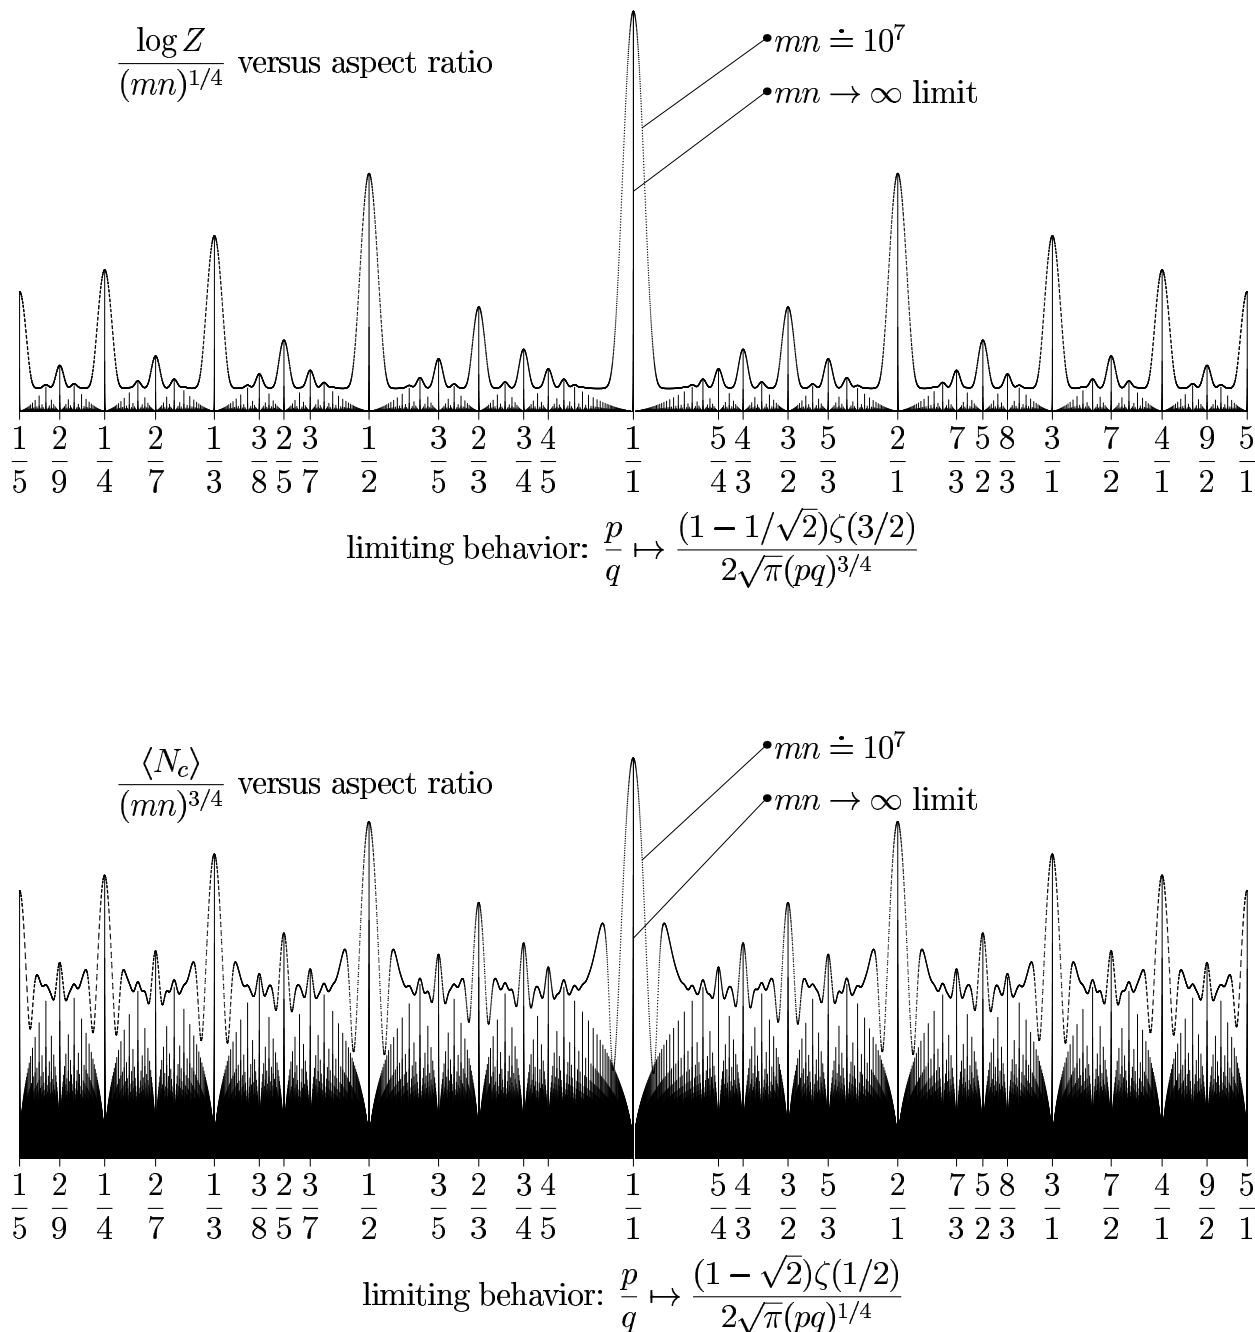 log Z / (mn)^{1/4} versus aspect ratio
mn ≐ 10^7
mn → ∞ limit
1/5 2/9 1/4 2/7 1/3 3/8 2/5 3/7 1/2 3/5 2/3 3/4 4/5 1/1 5/4 4/3 3/2 5/3 2/1 7/3 5/2 8/3 3/1 7/2 4/1 9/2 5/1
limiting behavior: p/q ↦ (1 − 1/√2)ζ(3/2) / 2√π(pq)^{3/4}
⟨N_c⟩ / (mn)^{3/4} versus aspect ratio
mn ≐ 10^7
mn → ∞ limit
1/5 2/9 1/4 2/7 1/3 3/8 2/5 3/7 1/2 3/5 2/3 3/4 4/5 1/1 5/4 4/3 3/2 5/3 2/1 7/3 5/2 8/3 3/1 7/2 4/1 9/2 5/1
limiting behavior: p/q ↦ (1 − √2)ζ(1/2) / 2√π(pq)^{1/4}